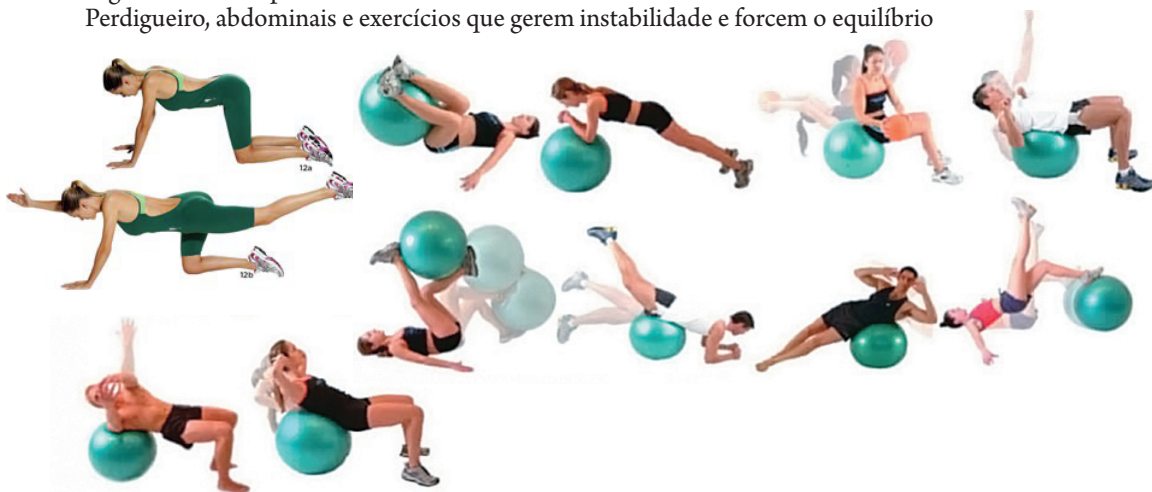 Perdigueiro, abdominais e exercícios que gerem instabilidade e forcem o equilíbrio
12a
12b